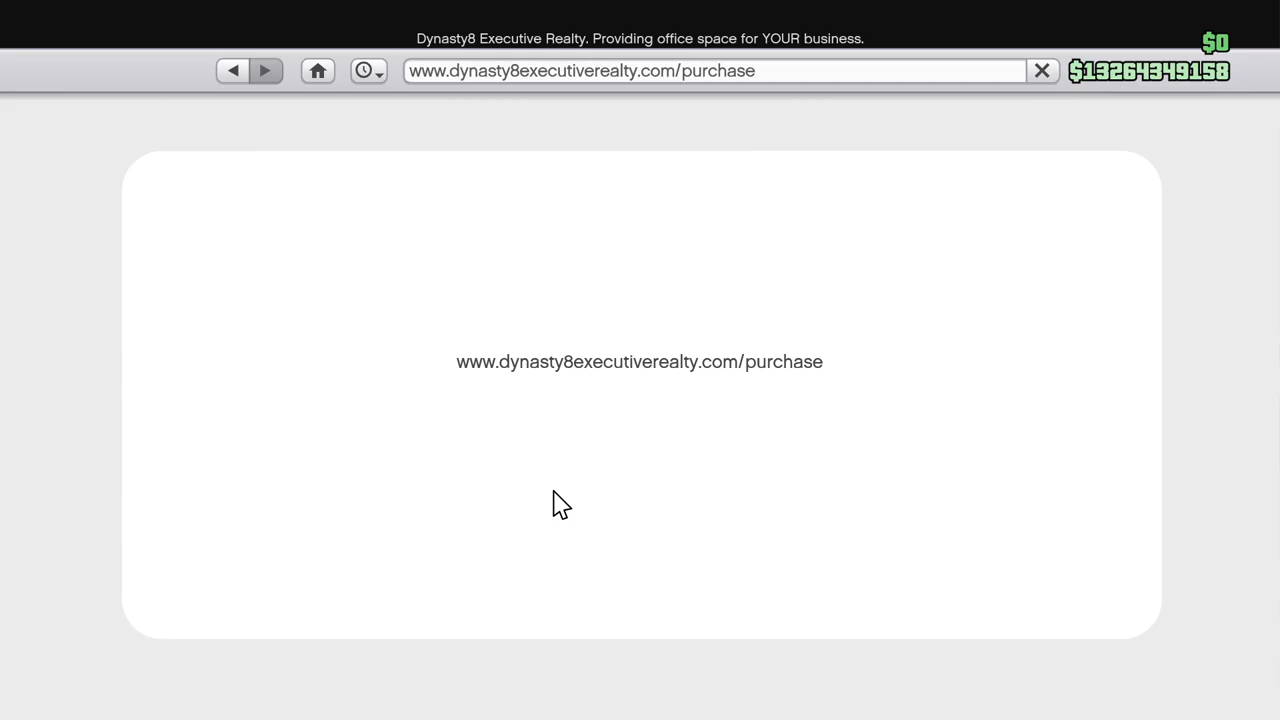 Dynasty8 Executive Realty. Providing office space for YOUR business.
$0
www.dynasty8executiverealty.com/purchase
$13264349158
www.dynasty8executiverealty.com/purchase